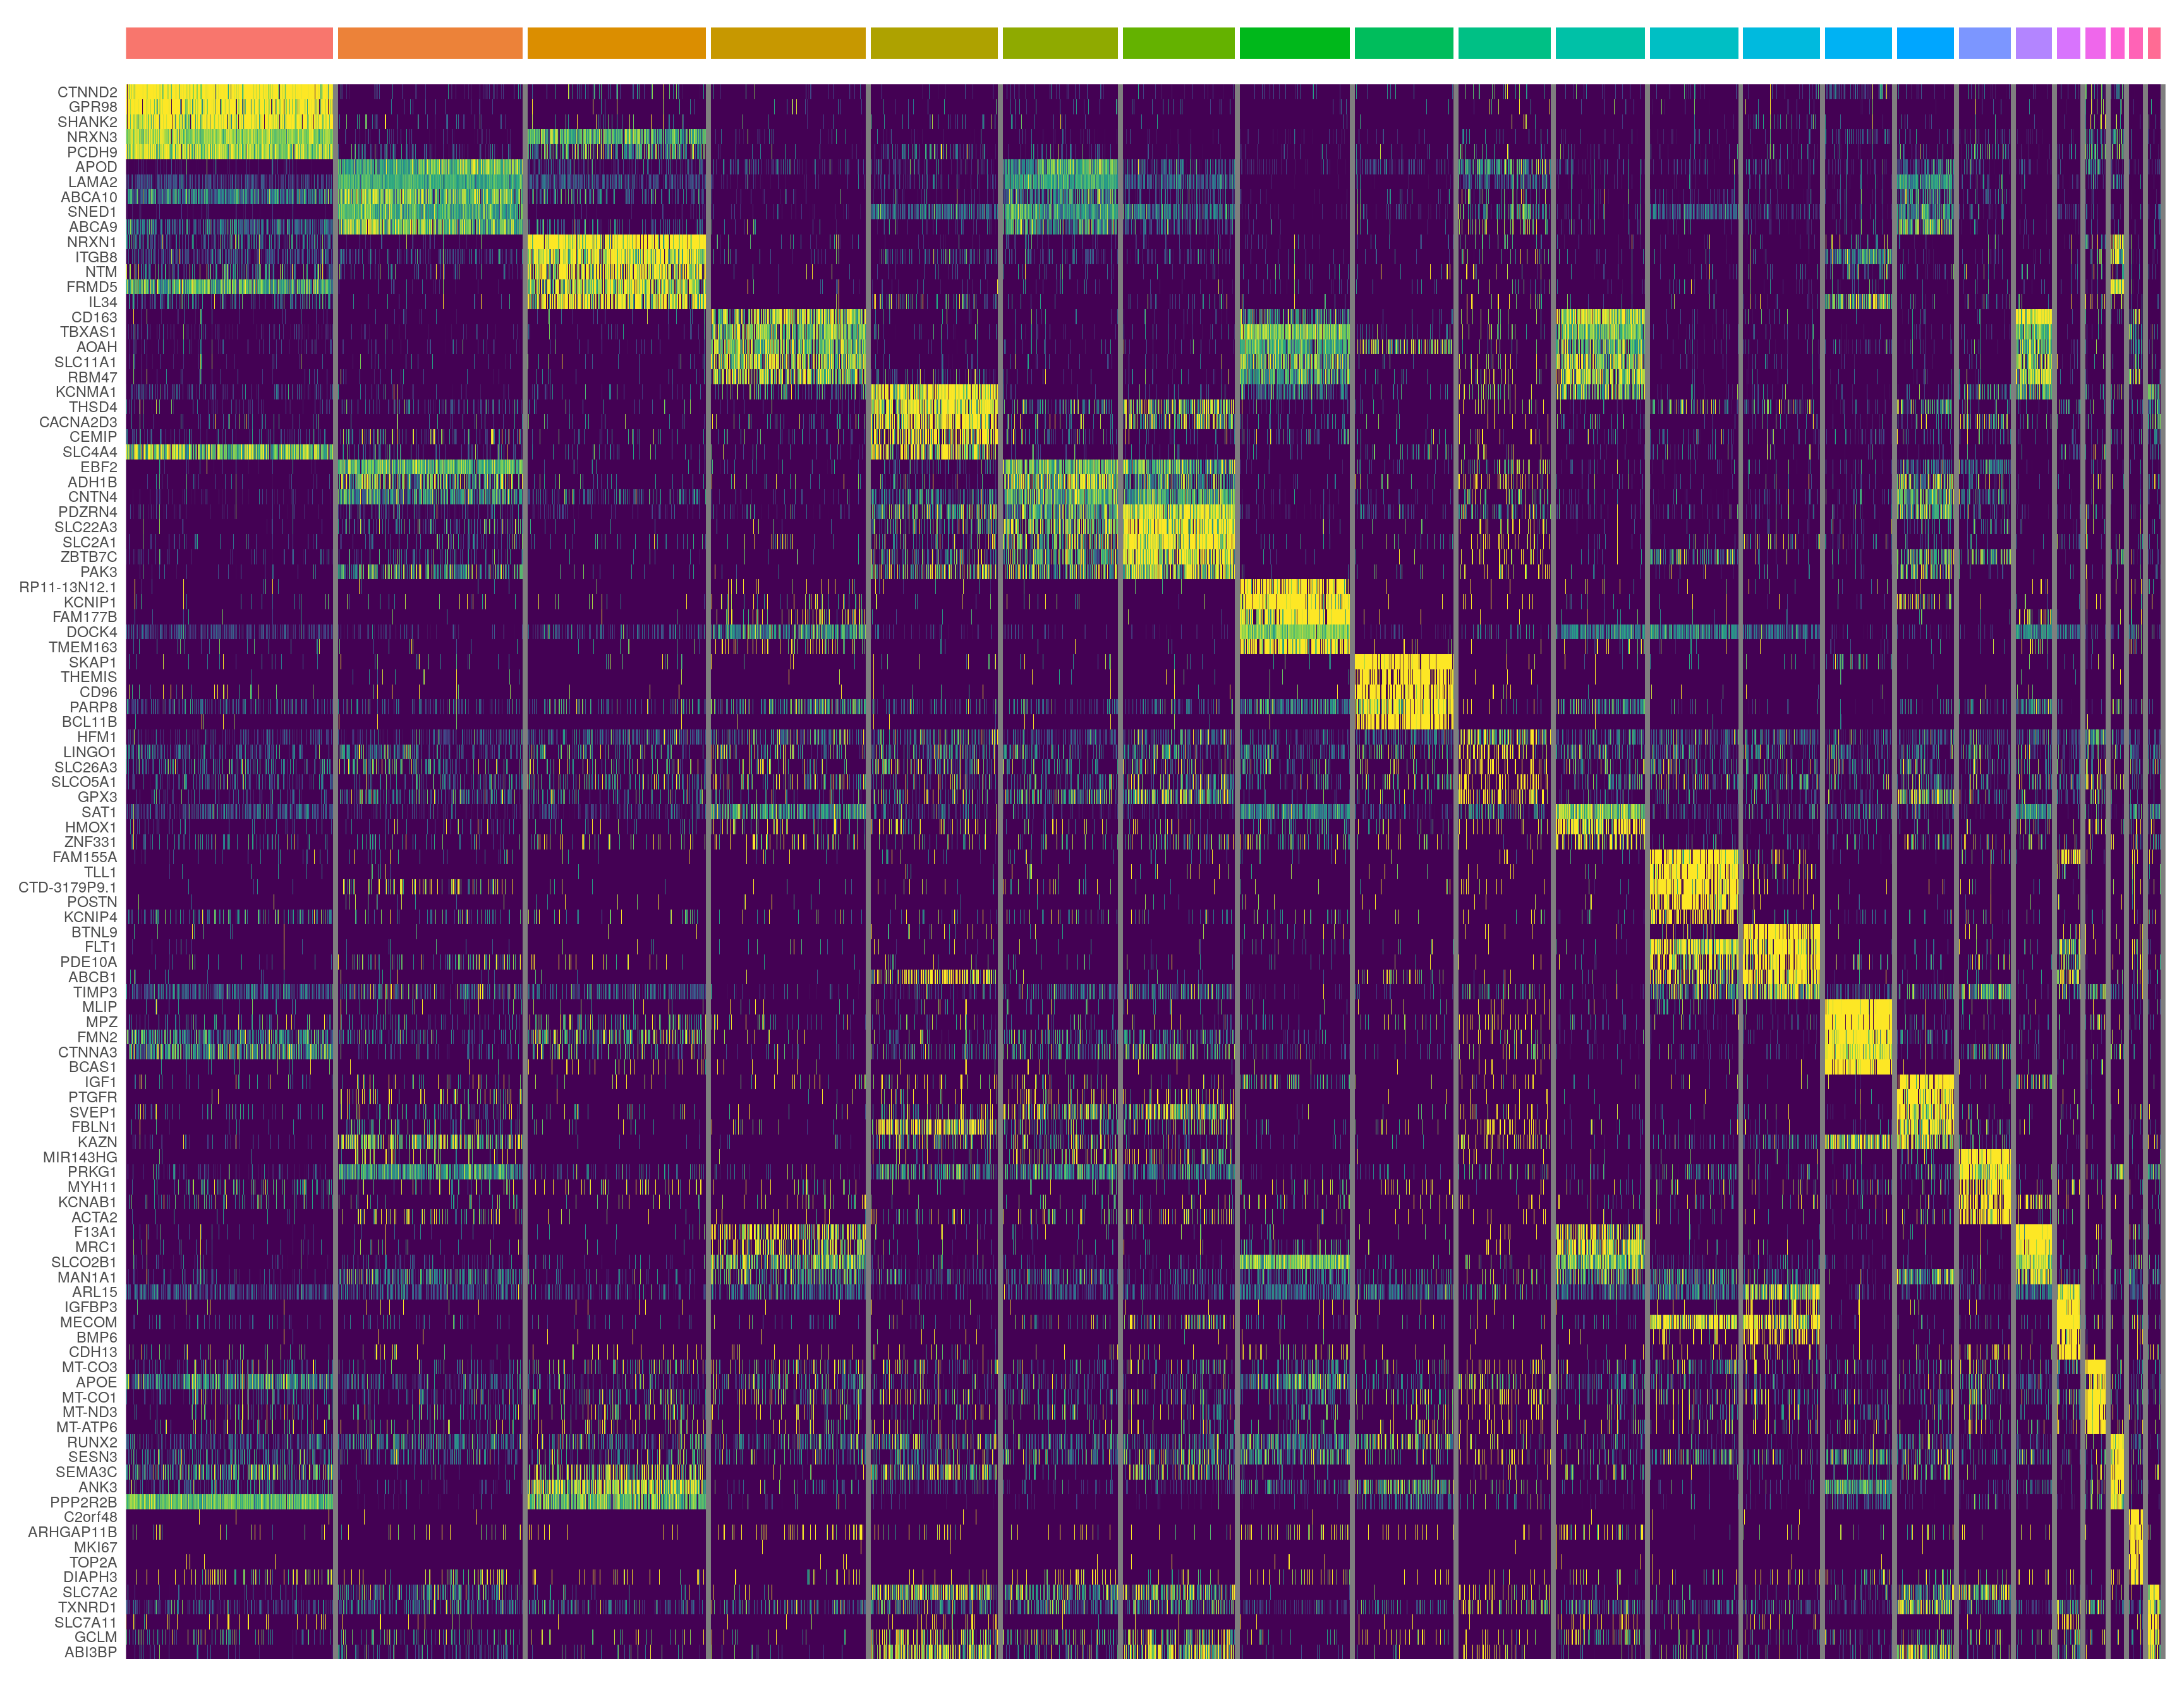 CTNND2
GPR98
SHANK2
NRXN3
PCDH9
APOD
LAMA2
ABCA10
SNED1
ABCA9
NRXN1
ITGB8
NTM
FRMD5
IL34
CD163
TBXAS1
AOAH
SLC11A1
RBM47
KCNMA1
THSD4
CACNA2D3
CEMIP
SLC4A4
EBF2
ADH1B
CNTN4
PDZRN4
SLC22A3
SLC2A1
ZBTB7C
PAK3
RP11-13N12.1
KCNIP1
FAM177B
DOCK4
TMEM163
SKAP1
THEMIS
CD96
PARP8
BCL11B
HFM1
LINGO1
SLC26A3
SLCO5A1
GPX3
SAT1
HMOX1
ZNF331
FAM155A
TLL1
CTD-3179P9.1
POSTN
KCNIP4
BTNL9
FLT1
PDE10A
ABCB1
TIMP3
MLIP
MPZ
FMN2
CTNNA3
BCAS1
IGF1
PTGFR
SVEP1
FBLN1
KAZN
MIR143HG
PRKG1
MYH11
KCNAB1
ACTA2
F13A1
MRC1
SLCO2B1
MAN1A1
ARL15
IGFBP3
MECOM
BMP6
CDH13
MT-CO3
APOE
MT-CO1
MT-ND3
MT-ATP6
RUNX2
SESN3
SEMA3C
ANK3
PPP2R2B
C2orf48
ARHGAP11B
MKI67
TOP2A
DIAPH3
SLC7A2
TXNRD1
SLC7A11
GCLM
ABI3BP